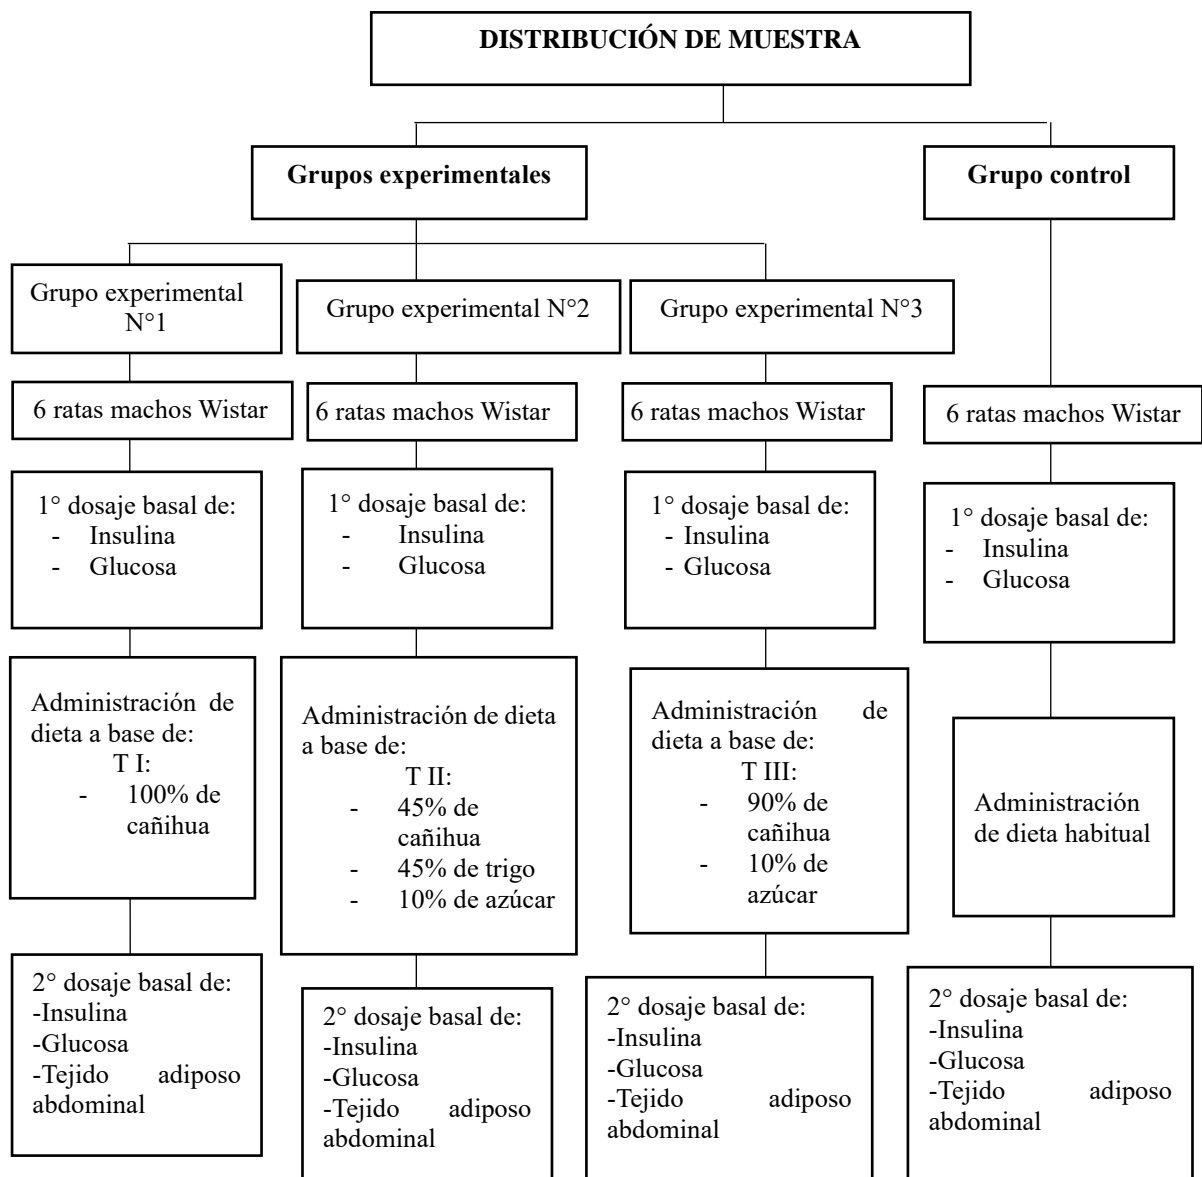 DISTRIBUCIÓN DE MUESTRA
Grupos experimentales
Grupo control
Grupo experimental
N°1
Grupo experimental N°2
Grupo experimental N°3
6 ratas machos Wistar
6 ratas machos Wistar
6 ratas machos Wistar
6 ratas machos Wistar
1° dosaje basal de:
- Insulina
- Glucosa
1° dosaje basal de:
- Insulina
- Glucosa
1° dosaje basal de:
- Insulina
- Glucosa
1° dosaje basal de:
- Insulina
- Glucosa
Administración de
dieta a base de:
T I:
- 100% de
cañihua
Administración de dieta
a base de:
T II:
- 45% de
cañihua
- 45% de trigo
- 10% de azúcar
Administración de
dieta a base de:
T III:
- 90% de
cañihua
- 10% de
azúcar
Administración
de dieta habitual
2° dosaje basal de:
-Insulina
-Glucosa
-Tejido adiposo
abdominal
2° dosaje basal de:
-Insulina
-Glucosa
-Tejido adiposo
abdominal
2° dosaje basal de:
-Insulina
-Glucosa
-Tejido adiposo
abdominal
2° dosaje basal de:
-Insulina
-Glucosa
-Tejido adiposo
abdominal